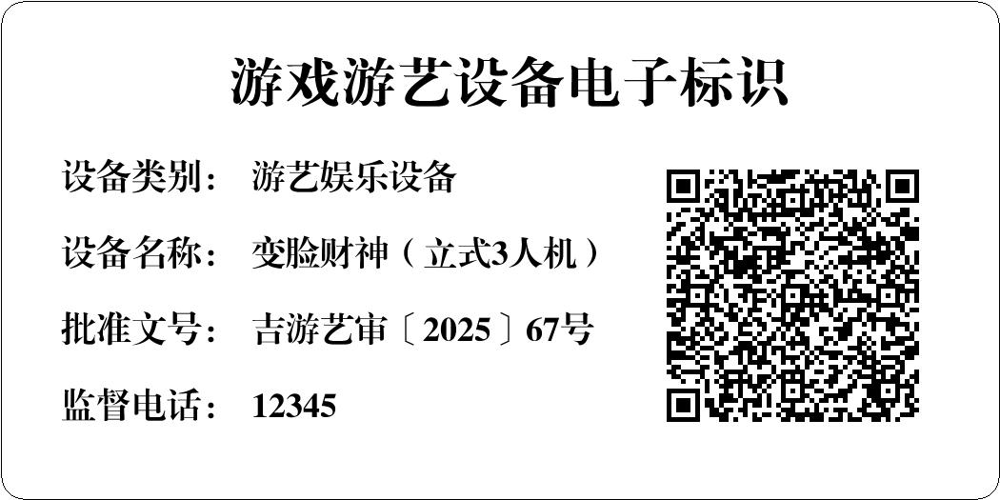 游戏游艺设备电子标识
设备类别： 游艺娱乐设备
设备名称： 变脸财神（立式3人机）
批准文号： 吉游艺审〔2025〕67号
监督电话： 12345